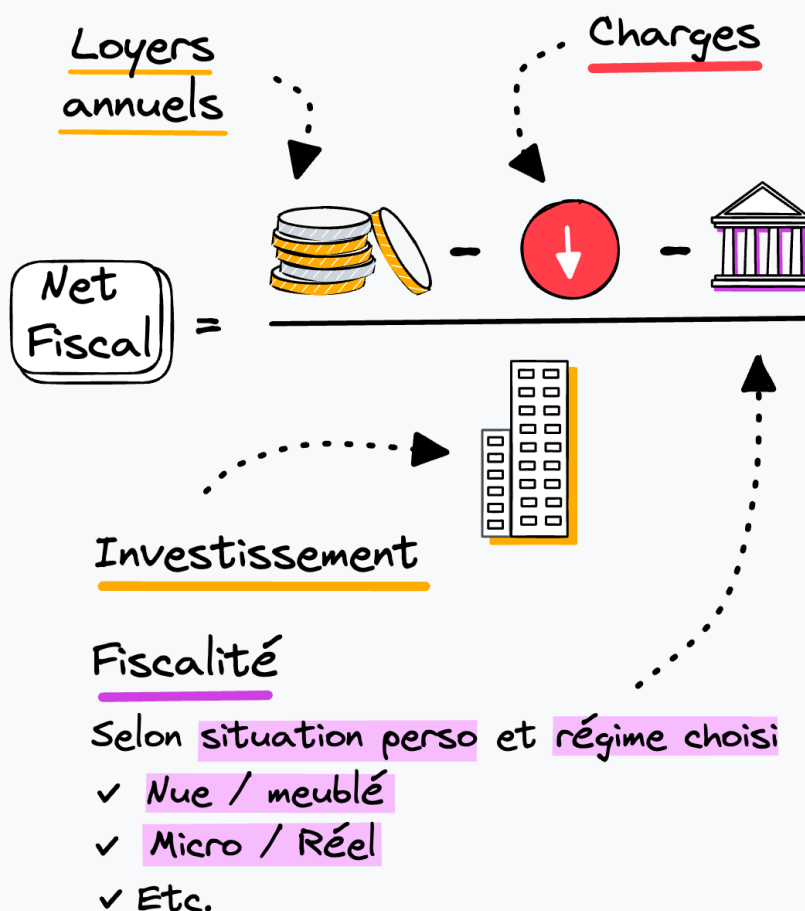 Loyers
annuels
Charges
Net
Fiscal
=
-
-
Investissement
Fiscalité
Selon situation perso et régime choisi
✓ Nue / meublé
✓ Micro / Réel
✓ Etc.